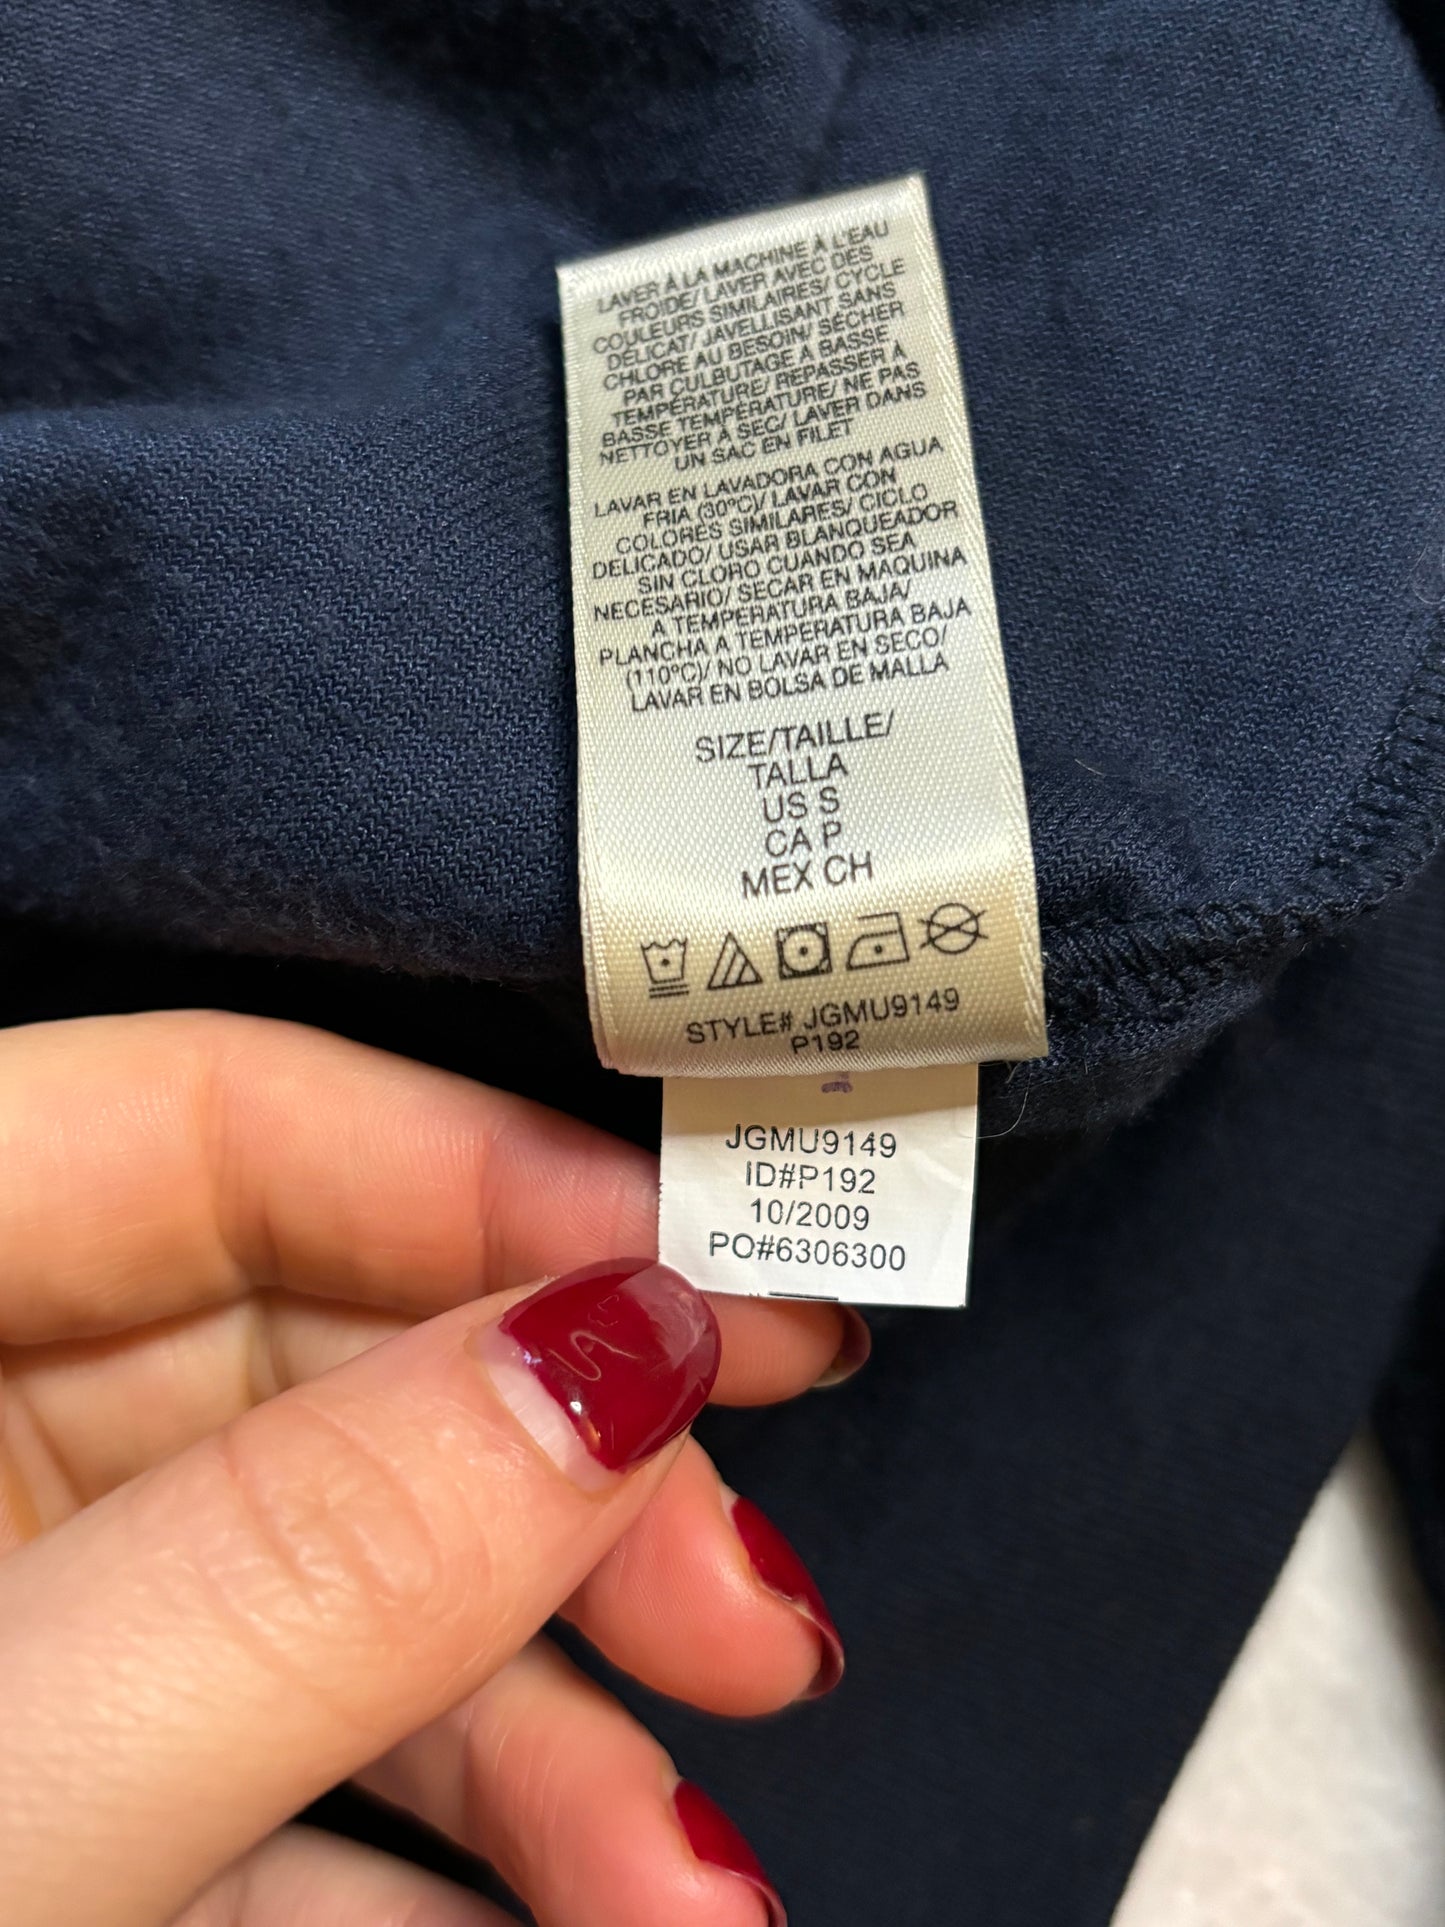 LAVER À LA MACHINE À L'EAU
FROIDE/ LAVER AVEC DES
COULEURS SIMILAIRES/ CYCLE
DÉLICAT/ JAVELLISANT SANS
CHLORE AU BESOIN/ SÉCHER
PAR CULBUTAGE À BASSE
TEMPÉRATURE/ REPASSER À
BASSE TEMPÉRATURE/ NE PAS
NETTOYER À SEC/ LAVER DANS
UN SAC EN FILET
LAVAR EN LAVADORA CON AGUA
FRIA (30ºC)/ LAVAR CON
COLORES SIMILARES/ CICLO
DELICADO/ USAR BLANQUEADOR
SIN CLORO CUANDO SEA
NECESARIO/ SECAR EN MAQUINA
A TEMPERATURA BAJA/
PLANCHA A TEMPERATURA BAJA
(110ºC)/ NO LAVAR EN SECO/
LAVAR EN BOLSA DE MALLA
SIZE/TAILLE/
TALLA
US S
CA P
MEX CH
STYLE# JGMU9149
P192
JGMU9149
ID#P192
10/2009
PO#6306300